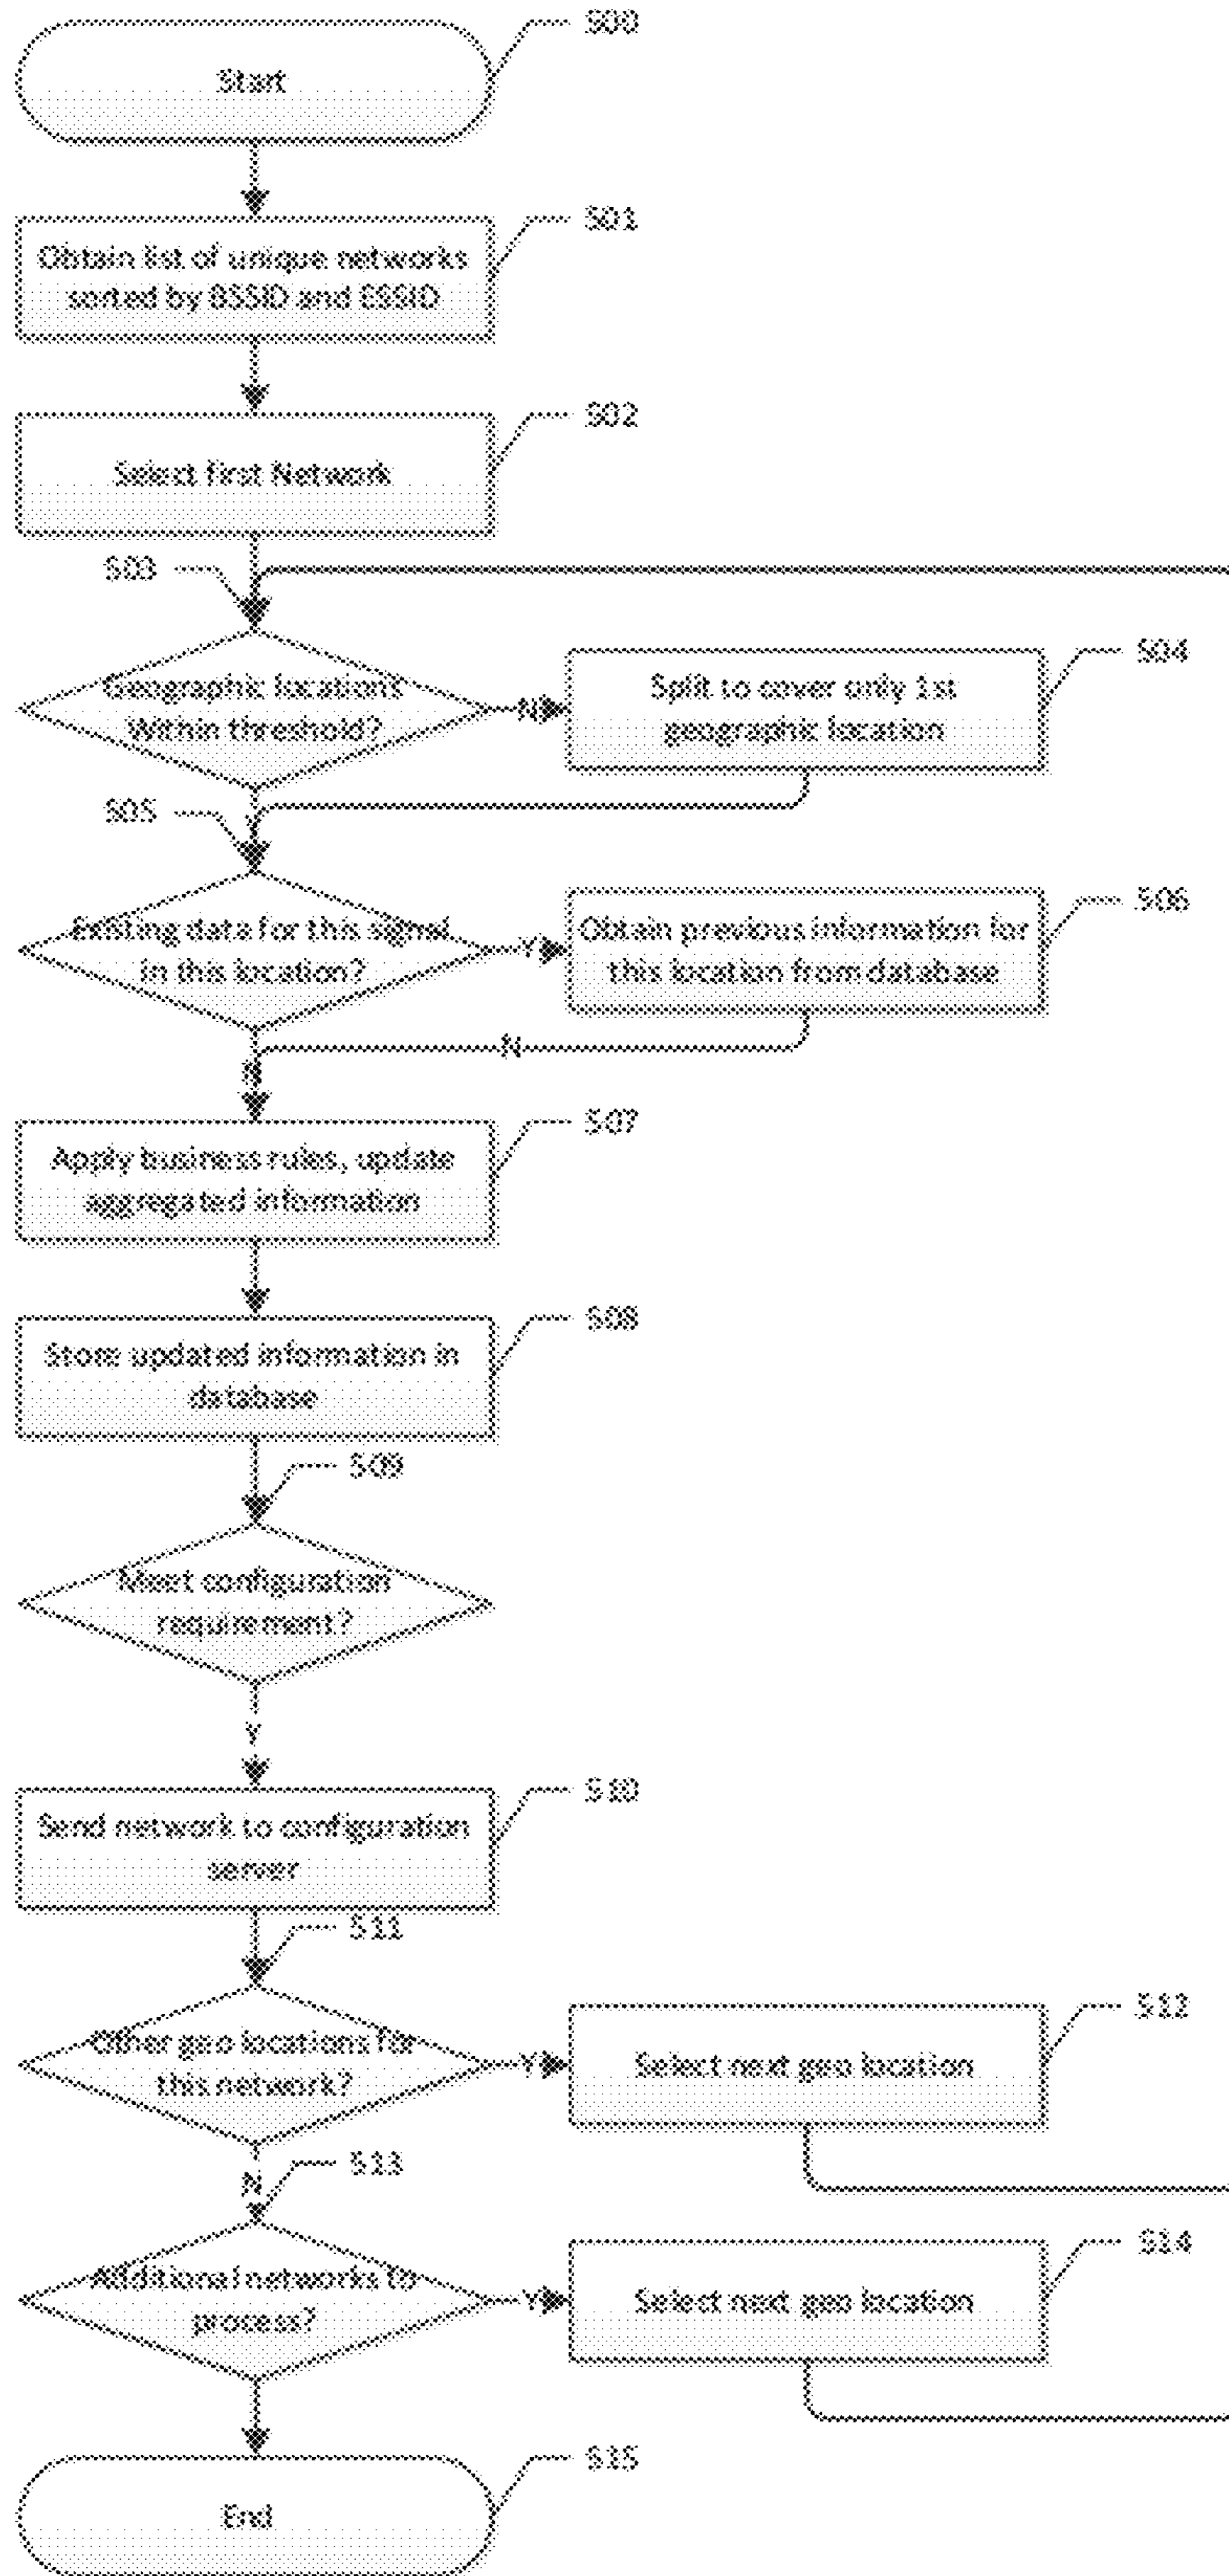 S00
Start
S01
Obtain list of unique networks
sorted by BSSID and ESSID
S02
Select First Network
S03
Geographic locations
Within threshold?
N
S04
Split to cover only 1st
geographic location
S05
Existing data for this signal
in this location?
Y
S06
Obtain previous information for
this location from database
N
N
S07
Apply business rules, update
aggregated information
S08
Store updated information in
database
S09
Meet configuration
requirement?
Y
S10
Send network to configuration
server
S11
Other geo locations for
this network?
Y
S12
Select next geo location
N
S13
Additional networks to
process?
Y
S14
Select next geo location
S15
End